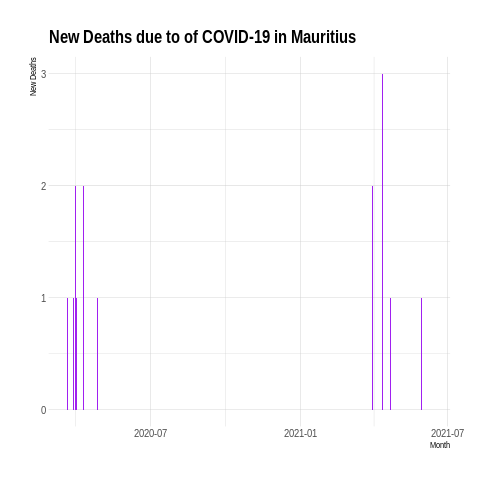 New Deaths due to of COVID-19 in Mauritius
New Deaths
3
2
1
0
2020-07 2021-01 2021-07
Month